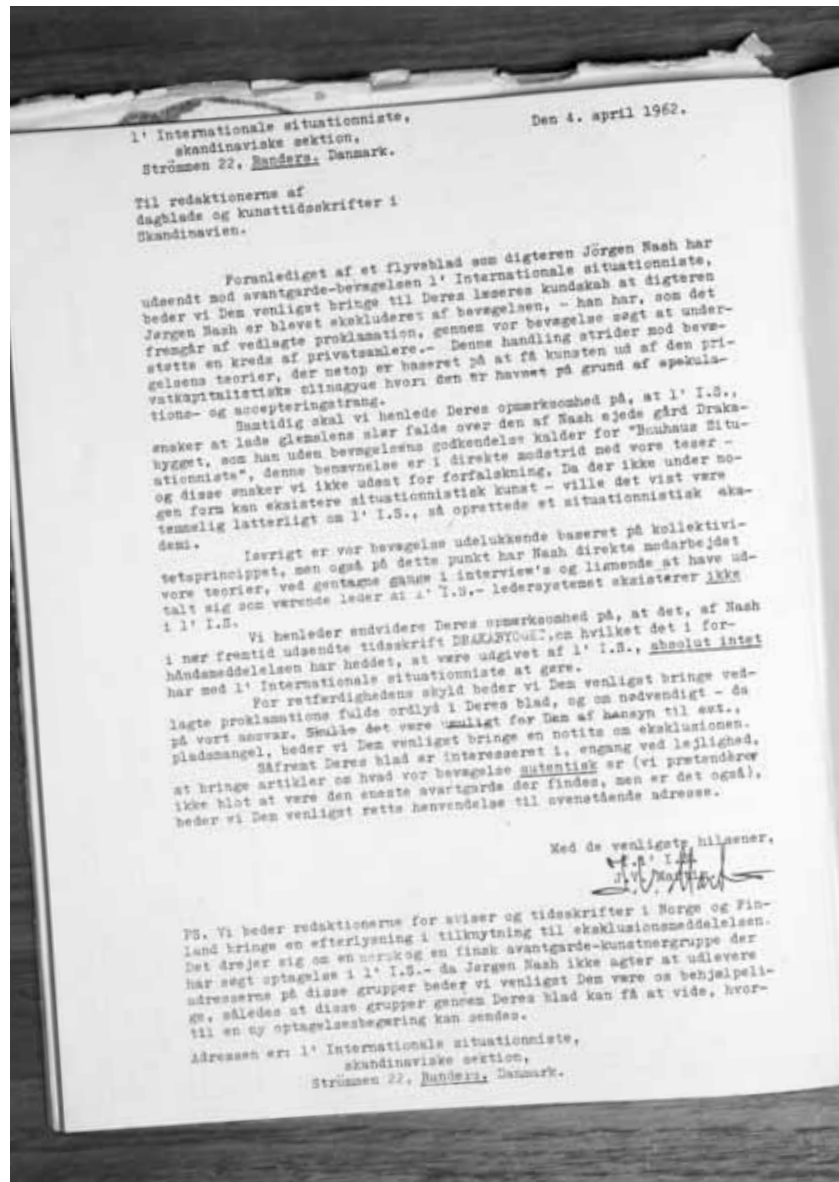 l' Internationale situationniste,
Den 4. april 1962.
skandinaviske sektion,
Strömmen 22, Randers, Danmark.
Til redaktionerne af
dagblade og kunsttidsskrifter i
Skandinavien.
Foranlediget af et flyveblad som digteren Jörgen Nash har
udsendt mod avantgarde-bevægelsen l' Internationale situationniste,
beder vi Dem venligst bringe til Deres læseres kundskab at digteren
Jørgen Nash er blevet ekskluderet af bevægelsen, - han har, som det
fremgår af vedlagte proklamation, gennem vor bevægelse søgt at under-
støtte en kreds af privatsamlere.- Denne handling strider mod bevæ-
gelsens teorier, der netop er baseret på at få kunsten ud af den pri-
vatkapitalistiske hvori den er havnet på grund af spekula-
tions- og accepteringstrang.
Samtidig skal vi henlede Deres opmærksomhed på, at l' I.S.,
ønsker at lade glemselens slør falde over den af Nash ejede gård Draka-
bygget, som han uden bevægelsens godkendelse kalder for "Bauhaus Situ-
ationniste", denne benævnelse er i direkte modstrid med vore teser -
og disse ønsker vi ikke udsat for forfalskning. Da der ikke under no-
gen form kan eksistere situationnistisk kunst - ville det vist være
temmelig latterligt om l' I.S., så oprettede et situationnistisk aka-
demi.
Iøvrigt er vor bevægelse udelukkende baseret på kollektivi-
tetsprincippet, men også på dette punkt har Nash direkte modarbejdet
vore teorier, ved gentagne gange i interview's og lignende at have ud-
talt sig som værende leder af l' I.S.- ledersystemet eksisterer ikke
i l' I.S.
Vi henleder endvidere Deres opmærksomhed på, at det, af Nash
i nær fremtid udsendte tidsskrift DRAKABYGGET, om hvilket det i for-
håndsmeddelelsen har heddet, at være udgivet af l' I.S., absolut intet
har med l' Internationale situationniste at gøre.
For retfærdighedens skyld beder vi Dem venligst bringe ved-
lagte proklamations fulde ordlyd i Deres blad, og om nødvendigt - da
på vort ansvar. Skulle det være umuligt for Dem af hensyn til evt.,
pladsmangel, beder vi Dem venligst bringe en notits om eksklusionen.
Såfremt Deres blad er interesseret i, engang ved lejlighed,
at bringe artikler om hvad vor bevægelse autentisk er (vi prætenderer
ikke blot at være den eneste avantgarde der findes, men er det også),
beder vi Dem venligst rette henvendelse til ovenstående adresse.
Med de venligste hilsener,
l' I.S.
J.V. Martin
PS. Vi beder redaktionerne for aviser og tidsskrifter i Norge og Fin-
land bringe en efterlysning i tilknytning til eksklusionsmeddelelsen.
Det drejer sig om en norsk og en finsk avantgarde-kunstnergruppe der
har søgt optagelse i l' I.S.- da Jørgen Nash ikke agter at udlevere
adresserne på disse grupper beder vi venligst Dem være os behjælpeli-
ge, således at disse grupper gennem Deres blad kan få at vide, hvor-
til en ny optagelsesbegæring kan sendes.
Adressen er: l' Internationale situationniste,
skandinaviske sektion,
Strömmen 22, Randers, Danmark.